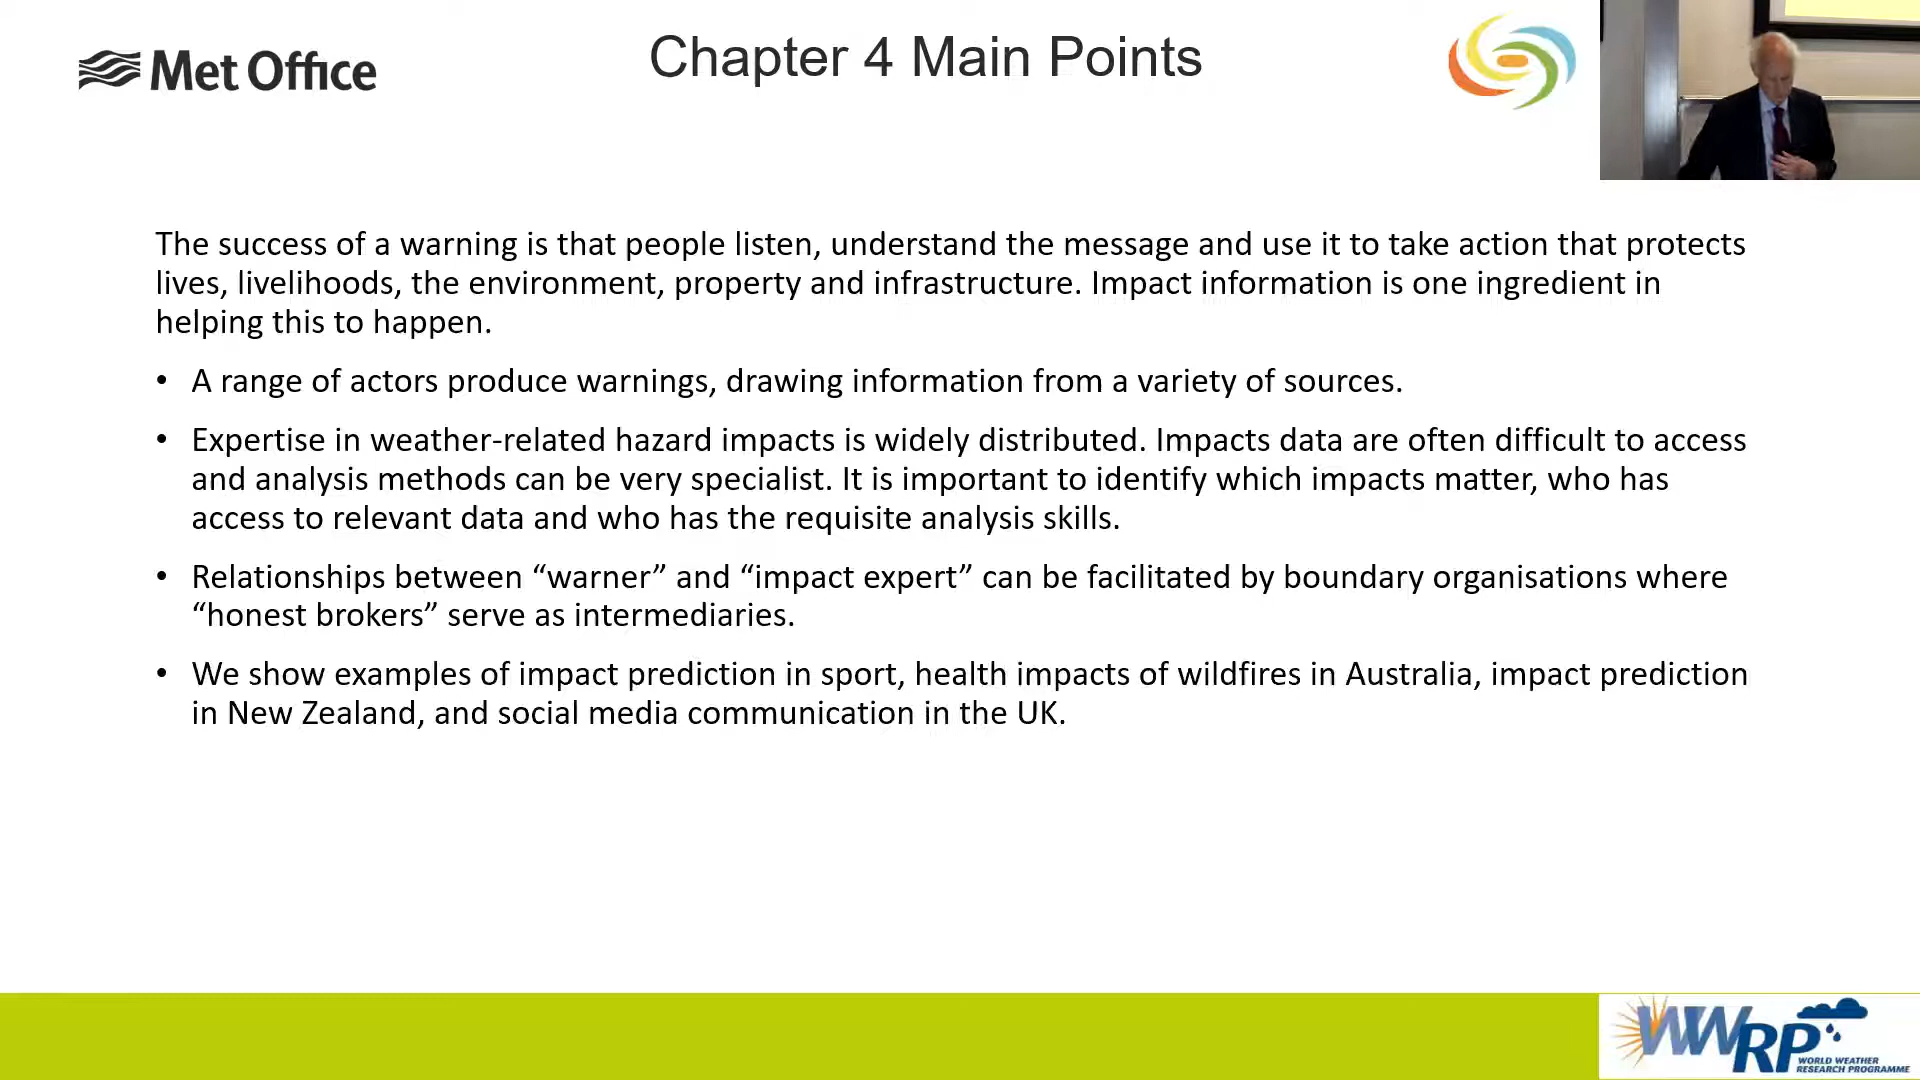 Met Office
Chapter 4 Main Points
The success of a warning is that people listen, understand the message and use it to take action that protects
lives, livelihoods, the environment, property and infrastructure. Impact information is one ingredient in
helping this to happen.
• A range of actors produce warnings, drawing information from a variety of sources.
• Expertise in weather-related hazard impacts is widely distributed. Impacts data are often difficult to access
and analysis methods can be very specialist. It is important to identify which impacts matter, who has
access to relevant data and who has the requisite analysis skills.
• Relationships between “warner” and “impact expert” can be facilitated by boundary organisations where
“honest brokers” serve as intermediaries.
• We show examples of impact prediction in sport, health impacts of wildfires in Australia, impact prediction
in New Zealand, and social media communication in the UK.
WWRP
WORLD WEATHER
RESEARCH PROGRAMME